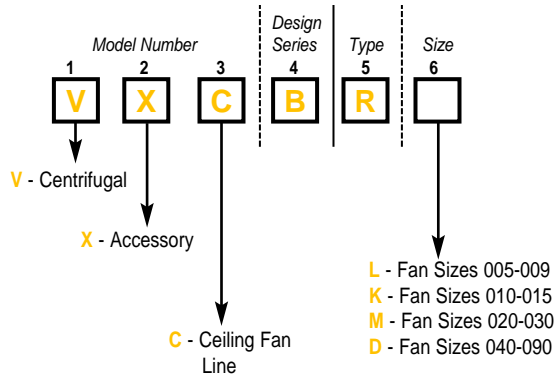 Design
Model Number Series Type Size
1 2 3 4 5 6
V X C B R
V - Centrifugal
X - Accessory
L - Fan Sizes 005-009
K - Fan Sizes 010-015
M - Fan Sizes 020-030
C - Ceiling Fan
D - Fan Sizes 040-090
Line